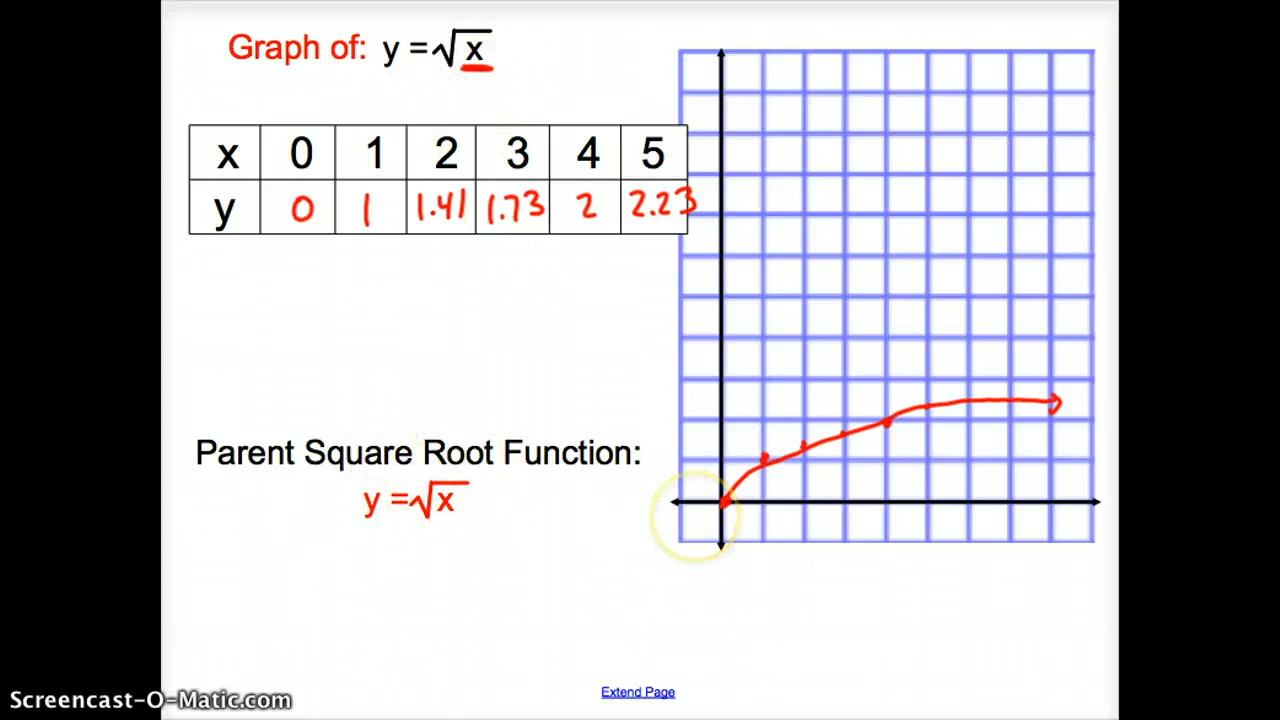 Graph of: y = √x
x 0 1 2 3 4 5
y 0 1 1.41 1.73 2 2.23
Parent Square Root Function:
y = √x
Extend Page
Screencast-O-Matic.com